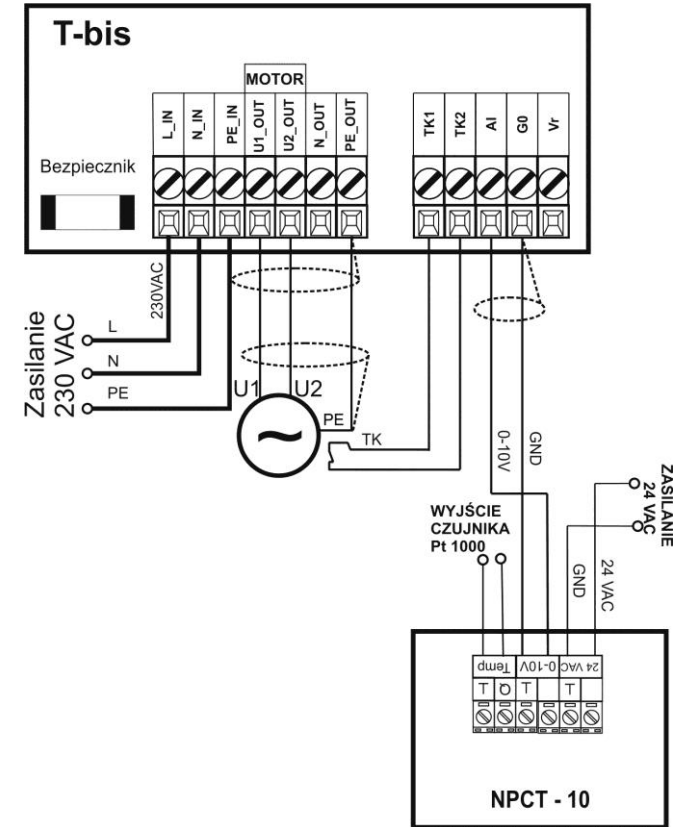 T-bis
MOTOR
L_IN
N_IN
PE_IN
U1_OUT
U2_OUT
N_OUT
PE_OUT
TK1
TK2
AI
G0
Vr
Bezpiecznik
230VAC
Zasilanie
230 VAC
L
N
PE
U1
U2
PE
~
TK
0-10V
GND
WYJŚCIE
CZUJNIKA
Pt 1000
ZASILANIE
24 VAC
GND
24 VAC
Temp
0-10V
24 VAC
⊥
Q
⊥
⊥
NPCT - 10